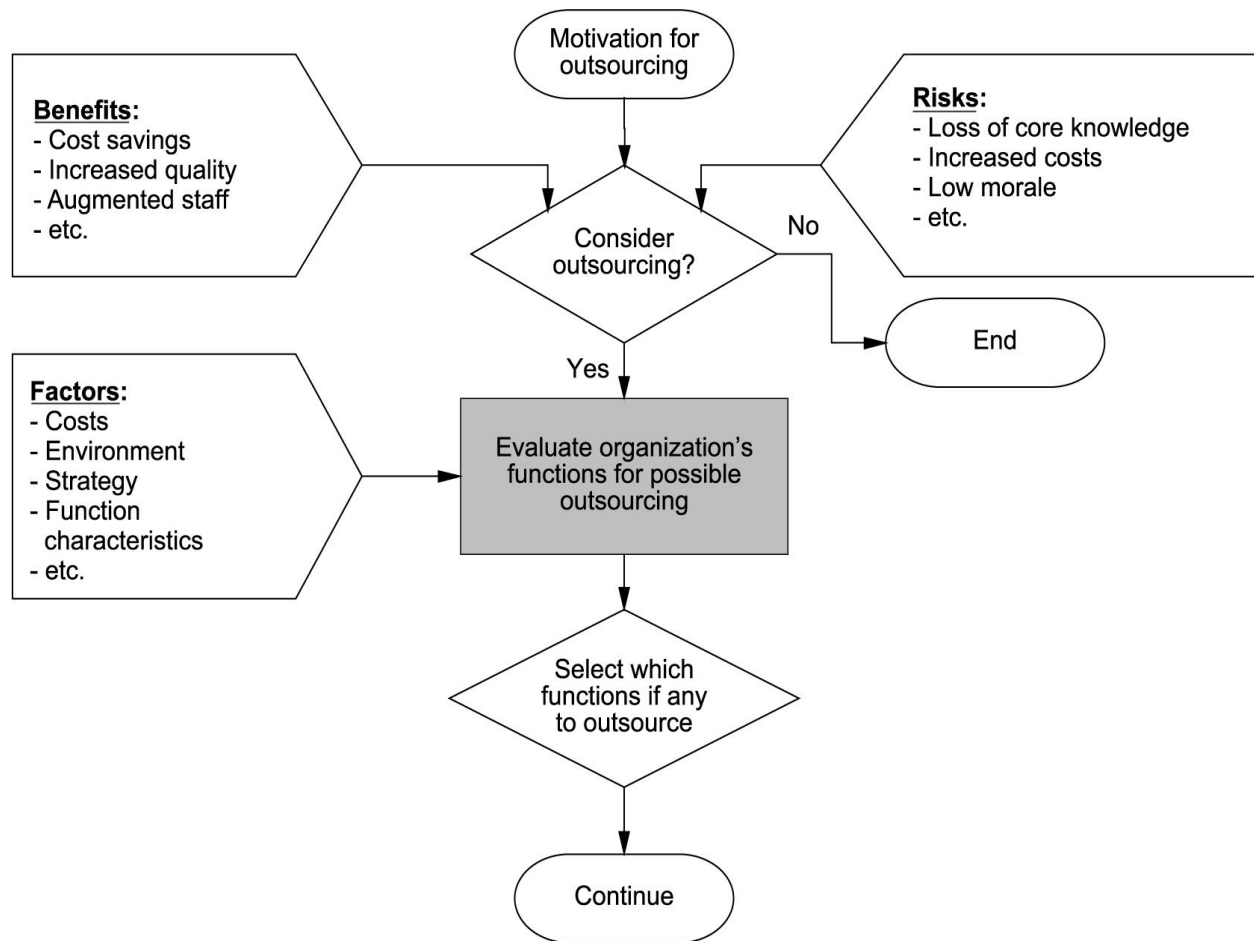 Motivation for
outsourcing
Benefits:
- Cost savings
- Increased quality
- Augmented staff
- etc.
Risks:
- Loss of core knowledge
- Increased costs
- Low morale
- etc.
Consider
outsourcing?
No
End
Yes
Factors:
- Costs
- Environment
- Strategy
- Function
characteristics
- etc.
Evaluate organization’s
functions for possible
outsourcing
Select which
functions if any
to outsource
Continue